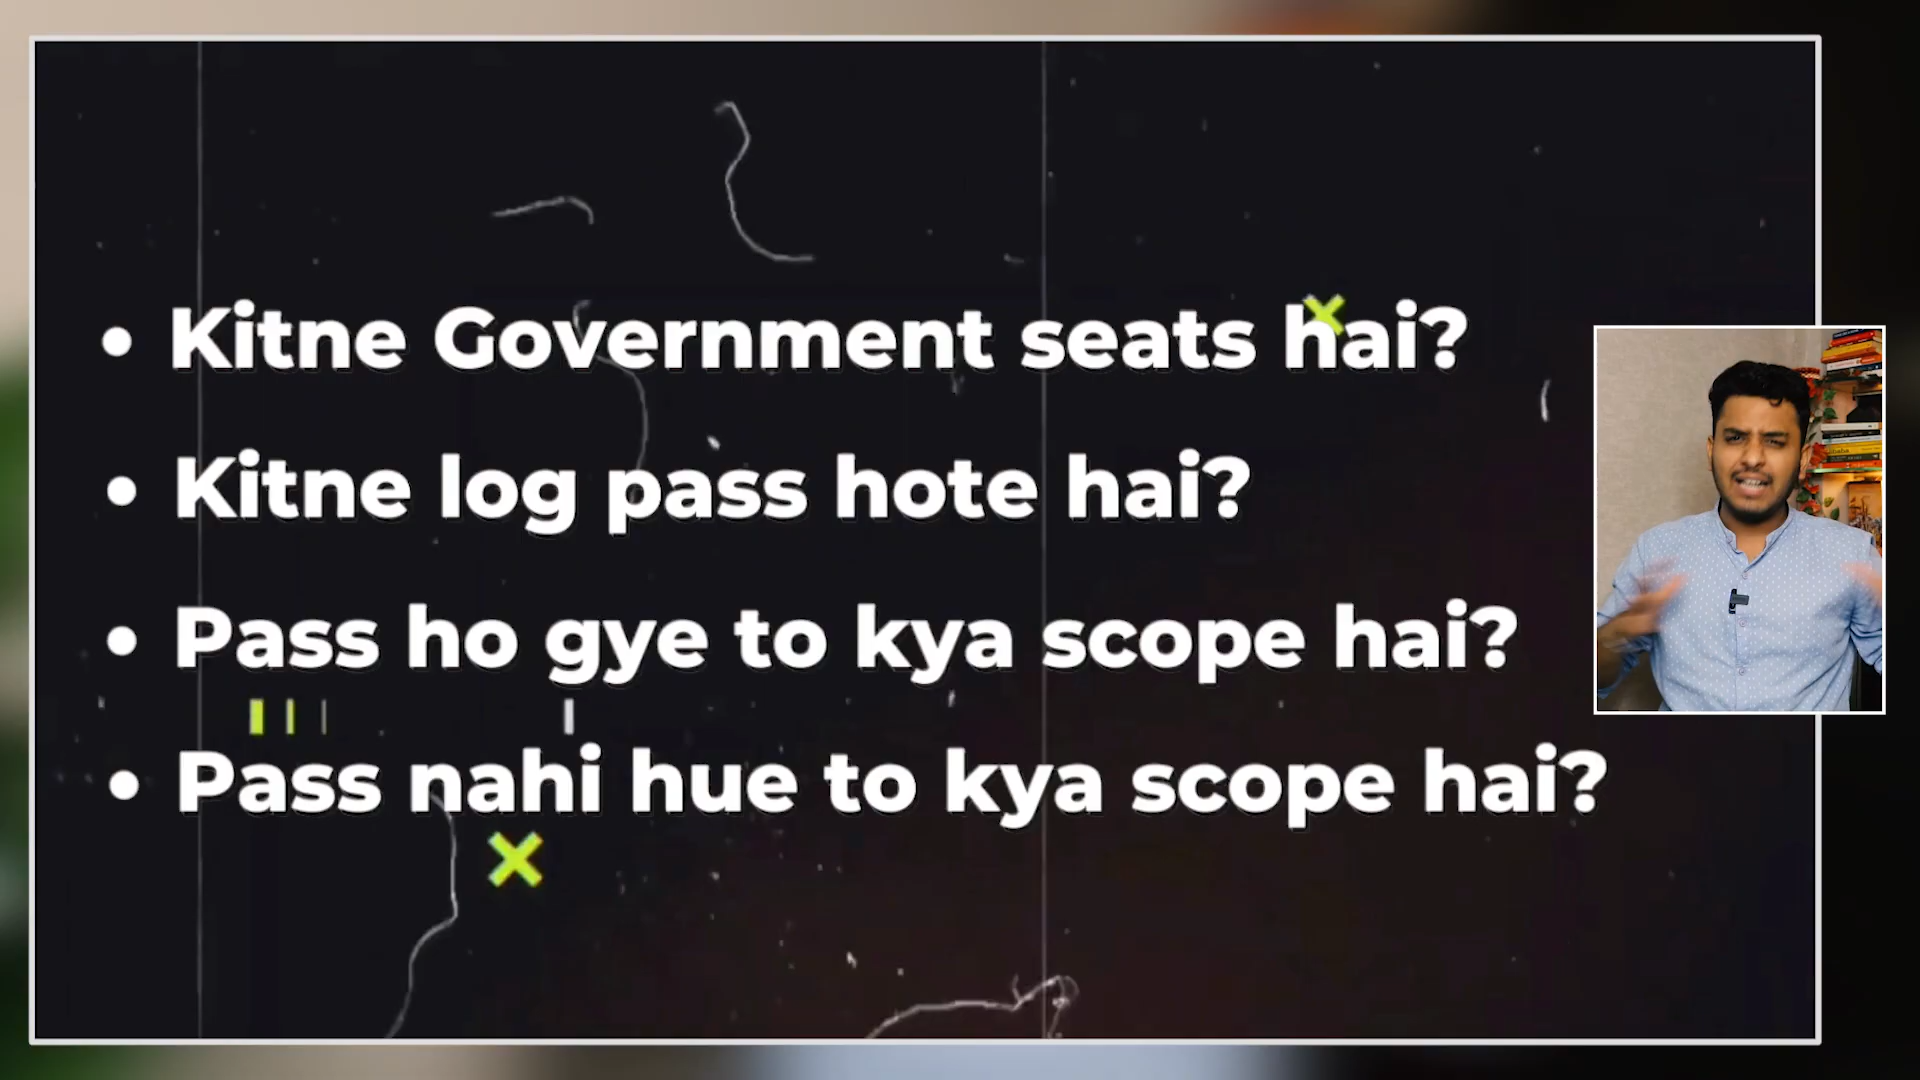 • Kitne Government seats hai?
• Kitne log pass hote hai?
• Pass ho gye to kya scope hai?
• Pass nahi hue to kya scope hai?